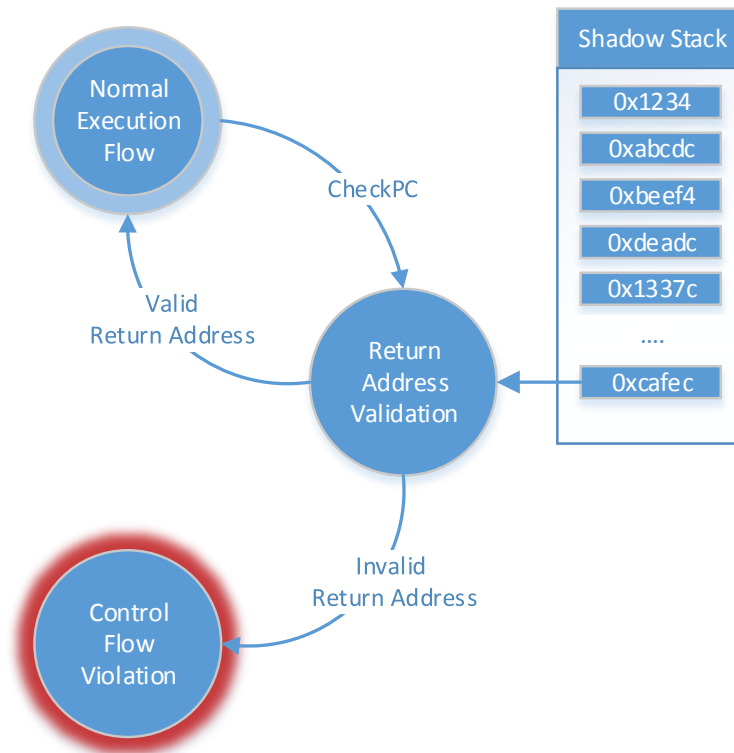 Normal
Execution
Flow
CheckPC
Valid
Return Address
Return
Address
Validation
Invalid
Return Address
Control
Flow
Violation
Shadow Stack
0x1234
0xabcdc
0xbeef4
0xdeadc
0x1337c
....
0xcafec